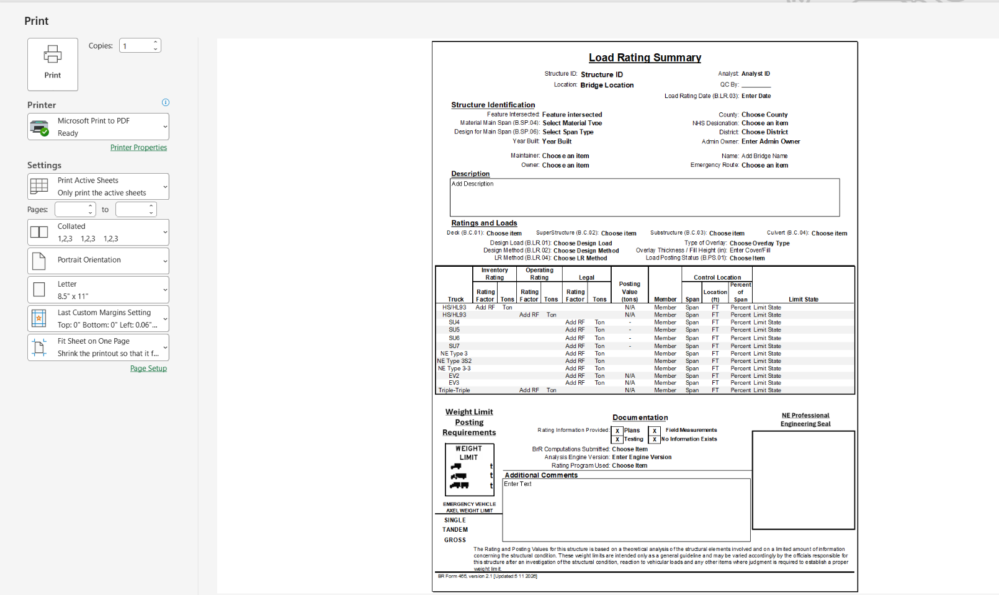 Print
Print
Copies: 1
Printer
Microsoft Print to PDF
Ready
Printer Properties
Settings
Print Active Sheets
Only print the active sheets
Pages: to
Collated
1,2,3 1,2,3 1,2,3
Portrait Orientation
Letter
8.5" x 11"
Last Custom Margins Setting
Top: 0" Bottom: 0" Left: 0.06"...
Fit Sheet on One Page
Shrink the printout so that it f...
Page Setup
Load Rating Summary
Structure ID: Structure ID Analyst: Analyst ID
Location: Bridge Location QC By:
Load Rating Date (B.LR.03): Enter Date
Structure Identification
Feature Intersected: Feature intersected County: Choose County
Material Main Span (B.SP.04): Select Material Type NHS Designation: Choose an item
Design for Main Span (B.SP.06): Select Span Type District: Choose District
Year Built: Year Built Admin Owner: Enter Admin Owner
Maintainer: Choose an item Name: Add Bridge Name
Owner: Choose an item Emergency Route: Choose an item
Description
Add Description
Ratings and Loads
Deck (B.C.01): Choose item SuperStructure (B.C.02): Choose item Substructure (B.C.03): Choose item Culvert (B.C.04): Choose item
Design Load (B.LR.01): Choose Design Load Type of Overlay: Choose Overlay Type
Design Method (B.LR.02): Choose Design Method Overlay Thickness / Fill Height (in): Enter Cover/Fill
LR Method (B.LR.04): Choose LR Method Load Posting Status (B.PS.01): Choose Item
Inventory Rating Operating Rating Legal Control Location
Truck Rating Factor Tons Rating Factor Tons Rating Factor Tons Posting Value (tons) Member Span Location (ft) Percent of Span Limit State
HS/HL93 Add RF Ton N/A Member Span FT Percent Limit State
HS/HL93 Add RF Ton N/A Member Span FT Percent Limit State
SU4 Add RF Ton - Member Span FT Percent Limit State
SU5 Add RF Ton - Member Span FT Percent Limit State
SU6 Add RF Ton - Member Span FT Percent Limit State
SU7 Add RF Ton - Member Span FT Percent Limit State
NE Type 3 Add RF Ton Member Span FT Percent Limit State
NE Type 3S2 Add RF Ton Member Span FT Percent Limit State
NE Type 3-3 Add RF Ton Member Span FT Percent Limit State
EV2 Add RF Ton N/A Member Span FT Percent Limit State
EV3 Add RF Ton N/A Member Span FT Percent Limit State
Triple-Triple Add RF Ton N/A Member Span FT Percent Limit State
Weight Limit
Posting
Requirements
WEIGHT
LIMIT
t
t
t
EMERGENCY VEHICLE
AXEL WEIGHT LIMIT
SINGLE
TANDEM
GROSS
Documentation
Rating Information Provided: X Plans X Field Measurements
X Testing X No Information Exists
BrR Computations Submitted: Choose Item
Analysis Engine Version: Enter Engine Version
Rating Program Used: Choose Item
Additional Comments
Enter Text
NE Professional
Engineering Seal
The Rating and Posting Values for this structure is based on a theoretical analysis of the structural elements involved and on a limited amount of information
concerning the structural condition. These weight limits are intended only as a general guideline and may be varied accordingly by the officials responsible for
this structure after an investigation of the structural condition, reaction to vehicular loads and any other items where judgment is required to establish a proper
weight limit.
BR Form 466, version 2.1 [Updated:5 11 2026]